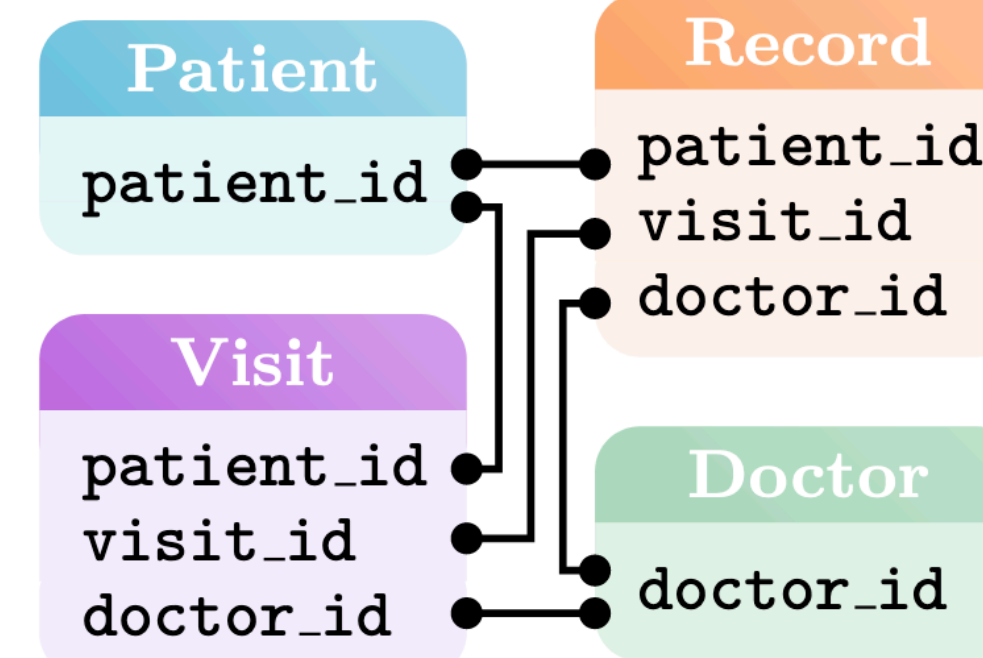 Patient
patient_id
Record
patient_id
visit_id
doctor_id
Visit
patient_id
visit_id
doctor_id
Doctor
doctor_id